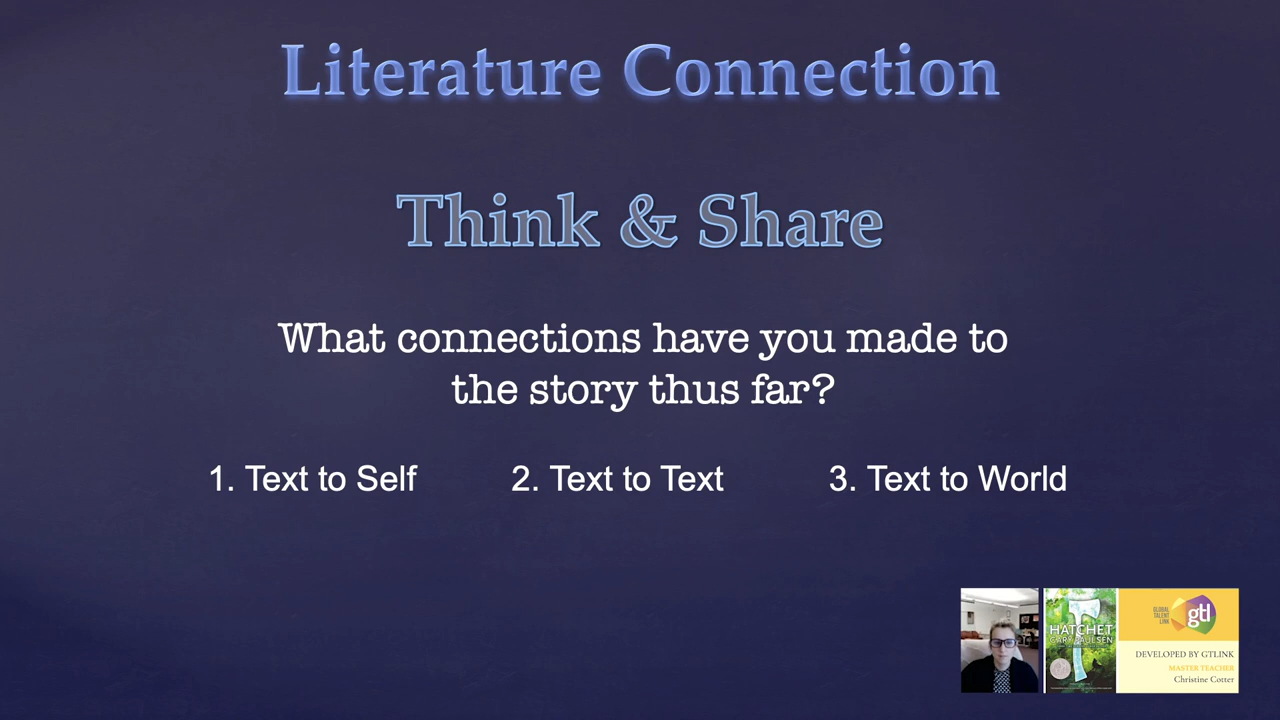 Literature Connection
Think & Share
What connections have you made to
the story thus far?
1. Text to Self 2. Text to Text 3. Text to World
HATCHET
GARY PAULSEN
GLOBAL
TALENT
LINK
gtl
DEVELOPED BY GTLINK
MASTER TEACHER
Christine Cotter